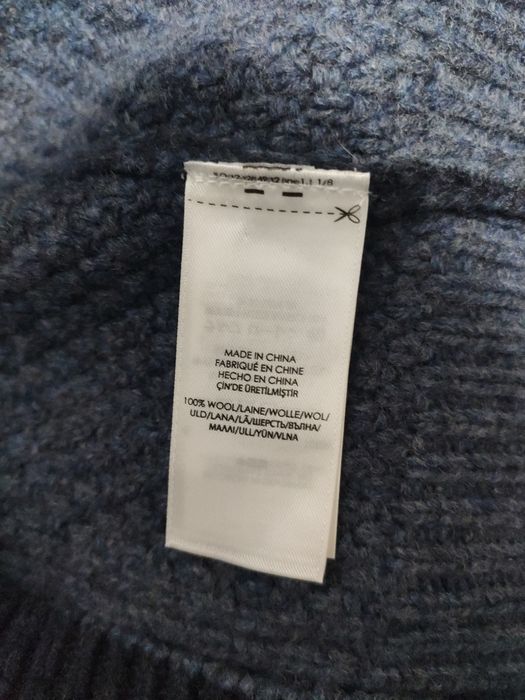 MADE IN CHINA
FABRIQUÉ EN CHINE
HECHO EN CHINA
ÇIN'DE ÜRETİLMİŞTİR
100% WOOL/LAINE/WOLLE/WOL/
ULD/LANA/LÃ/ШЕРСТЬ/ВЪЛНА/
ΜΑΛΛΙ/ULL/YÜN/VLNA